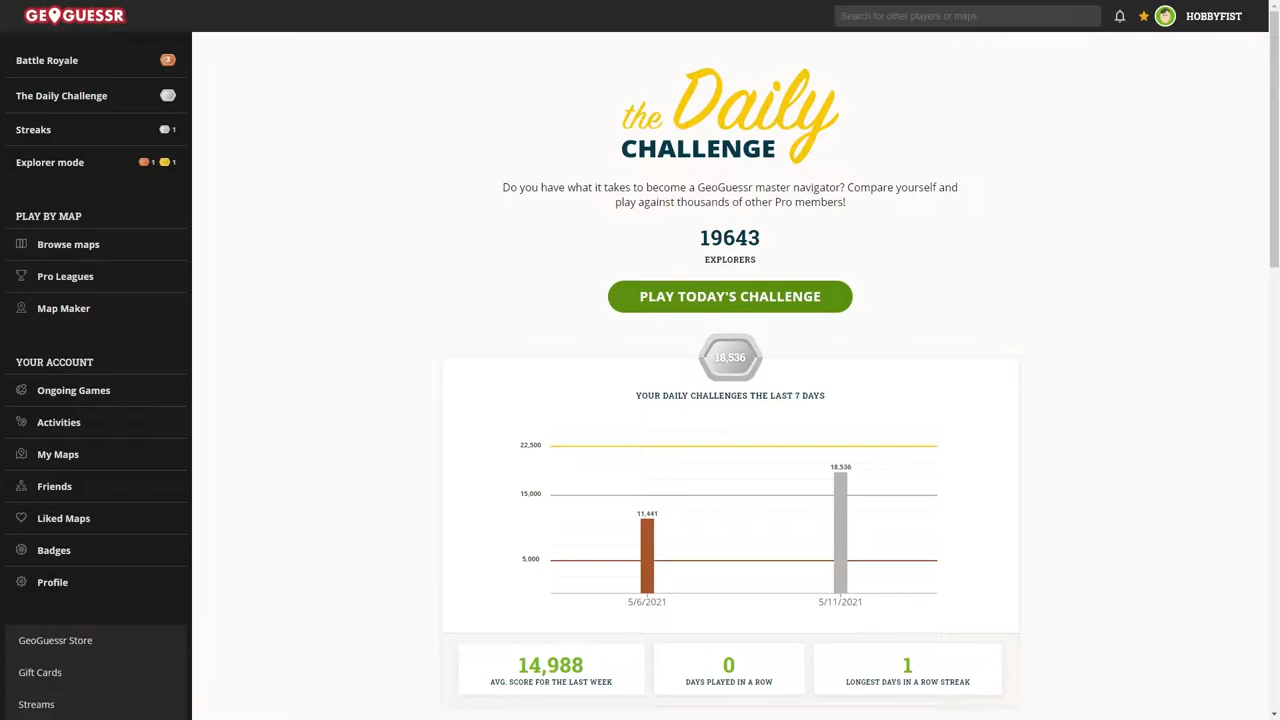 GEOGUESSR
Search for other players or maps
HOBBYFIST
Battle Royale 3
The Daily Challenge
Streaks 1
Explorer mode 1 1
PLAY BY MAP
Browse maps
Pro Leagues
Map Maker
YOUR ACCOUNT
Ongoing Games
Activities
My Maps
Friends
Liked Maps
Badges
Profile
GeoGuessr Store
Gift Cards
Streams
the Daily
CHALLENGE
Do you have what it takes to become a GeoGuessr master navigator? Compare yourself and
play against thousands of other Pro members!
19643
EXPLORERS
PLAY TODAY'S CHALLENGE
18,536
YOUR DAILY CHALLENGES THE LAST 7 DAYS
22,500
18,536
15,000
11,441
5,000
5/6/2021 5/11/2021
14,988 0 1
AVG. SCORE FOR THE LAST WEEK DAYS PLAYED IN A ROW LONGEST DAYS IN A ROW STREAK